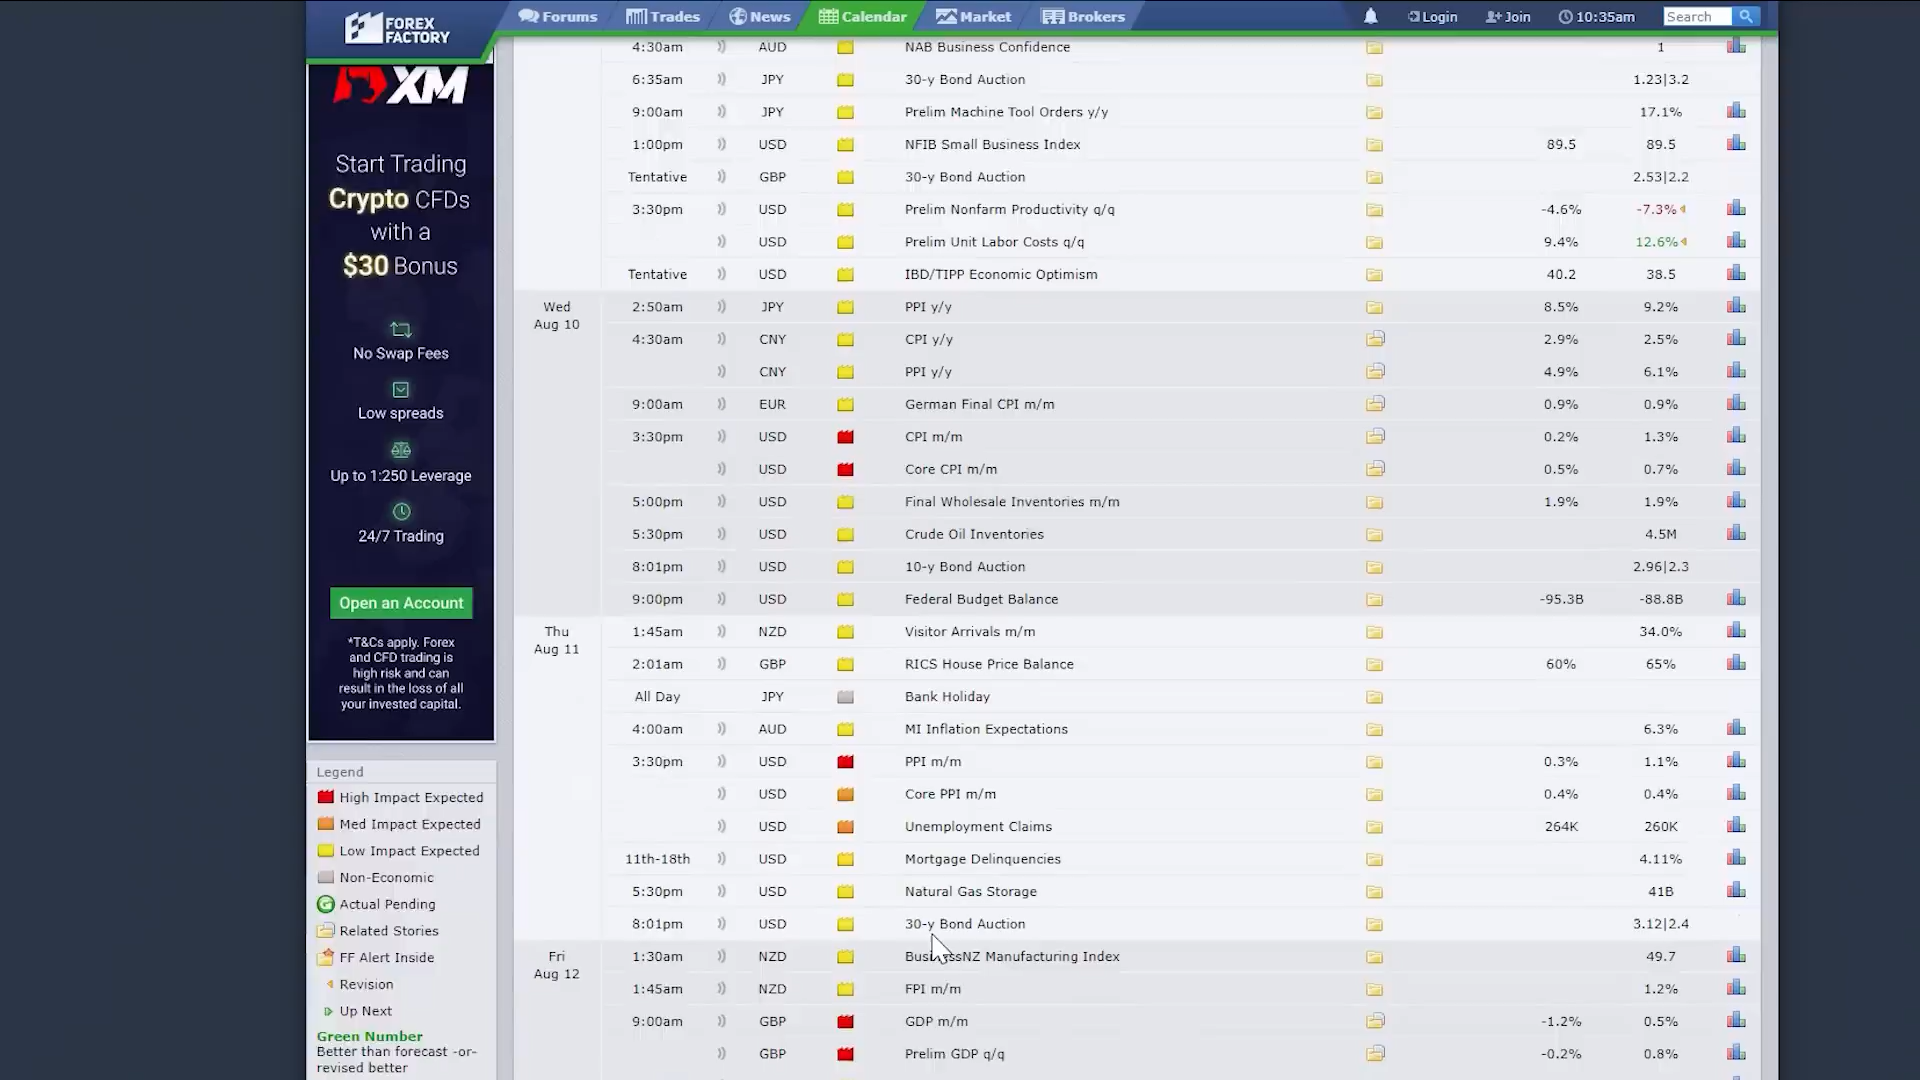 FOREX FACTORY
Forums Trades News Calendar Market Brokers Login Join 10:35am Search
XM
Start Trading
Crypto CFDs
with a
$30 Bonus
No Swap Fees
Low spreads
Up to 1:250 Leverage
24/7 Trading
Open an Account
*T&Cs apply. Forex
and CFD trading is
high risk and can
result in the loss of all
your invested capital.
Legend
High Impact Expected
Med Impact Expected
Low Impact Expected
Non-Economic
Actual Pending
Related Stories
FF Alert Inside
Revision
Up Next
Green Number
Better than forecast -or-
revised better
4:30am AUD NAB Business Confidence 1
6:35am JPY 30-y Bond Auction 1.23|3.2
9:00am JPY Prelim Machine Tool Orders y/y 17.1%
1:00pm USD NFIB Small Business Index 89.5 89.5
Tentative GBP 30-y Bond Auction 2.53|2.2
3:30pm USD Prelim Nonfarm Productivity q/q -4.6% -7.3%
USD Prelim Unit Labor Costs q/q 9.4% 12.6%
Tentative USD IBD/TIPP Economic Optimism 40.2 38.5
Wed Aug 10 2:50am JPY PPI y/y 8.5% 9.2%
4:30am CNY CPI y/y 2.9% 2.5%
CNY PPI y/y 4.9% 6.1%
9:00am EUR German Final CPI m/m 0.9% 0.9%
3:30pm USD CPI m/m 0.2% 1.3%
USD Core CPI m/m 0.5% 0.7%
5:00pm USD Final Wholesale Inventories m/m 1.9% 1.9%
5:30pm USD Crude Oil Inventories 4.5M
8:01pm USD 10-y Bond Auction 2.96|2.3
9:00pm USD Federal Budget Balance -95.3B -88.8B
Thu Aug 11 1:45am NZD Visitor Arrivals m/m 34.0%
2:01am GBP RICS House Price Balance 60% 65%
All Day JPY Bank Holiday
4:00am AUD MI Inflation Expectations 6.3%
3:30pm USD PPI m/m 0.3% 1.1%
USD Core PPI m/m 0.4% 0.4%
USD Unemployment Claims 264K 260K
11th-18th USD Mortgage Delinquencies 4.11%
5:30pm USD Natural Gas Storage 41B
8:01pm USD 30-y Bond Auction 3.12|2.4
Fri Aug 12 1:30am NZD BusinessNZ Manufacturing Index 49.7
1:45am NZD FPI m/m 1.2%
9:00am GBP GDP m/m -1.2% 0.5%
GBP Prelim GDP q/q -0.2% 0.8%